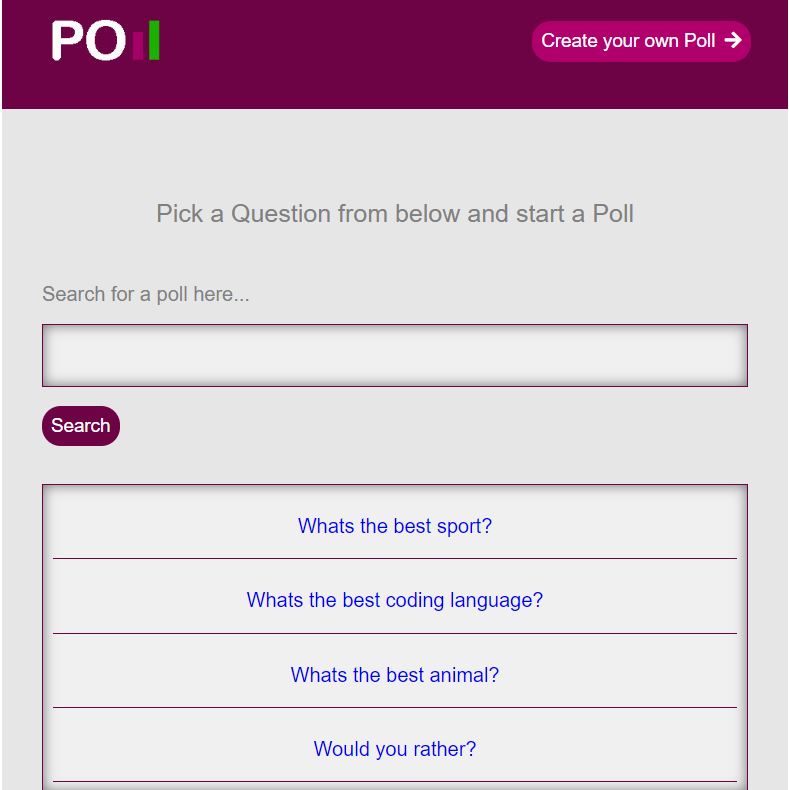 POll
Create your own Poll →
Pick a Question from below and start a Poll
Search for a poll here...
Search
Whats the best sport?
Whats the best coding language?
Whats the best animal?
Would you rather?